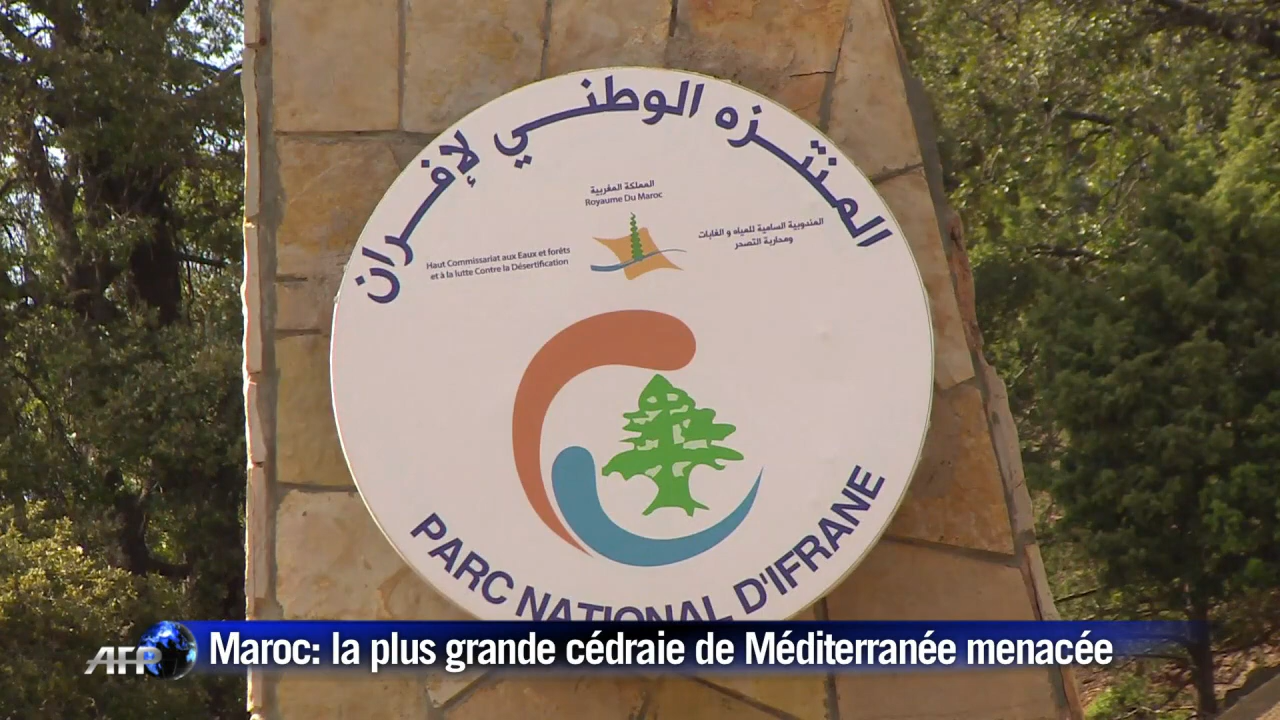 المنتزه الوطني لإفران
المملكة المغربية
Royaume Du Maroc
Haut Commissariat aux Eaux et forêts
et à la lutte Contre la Désertification
المندوبية السامية للمياه و الغابات
ومحاربة التصحر
PARC NATIONAL D'IFRANE
AFP
Maroc: la plus grande cédraie de Méditerranée menacée